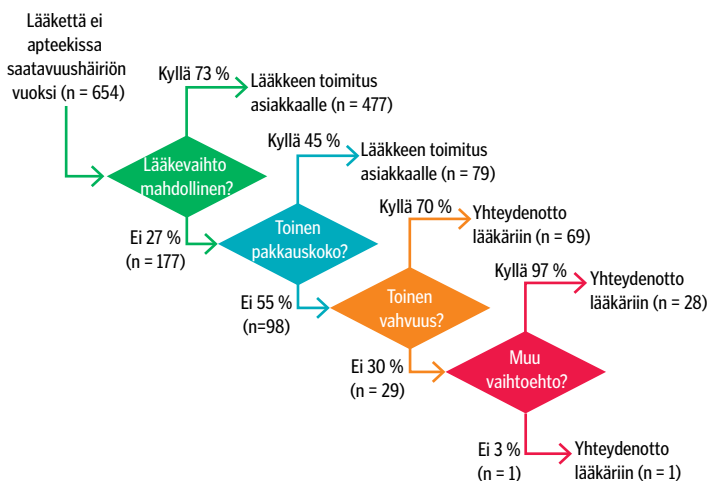 Lääkettä ei
apteekissa
saatavuushäiriön
vuoksi (n = 654)
Kyllä 73 %
Lääkkeen toimitus
asiakkaalle (n = 477)
Lääkevaihto
mahdollinen?
Kyllä 45 %
Lääkkeen toimitus
asiakkaalle (n = 79)
Ei 27 %
(n = 177)
Toinen
pakkauskoko?
Kyllä 70 %
Yhteydenotto
lääkäriin (n = 69)
Ei 55 %
(n=98)
Toinen
vahvuus?
Kyllä 97 %
Yhteydenotto
lääkäriin (n = 28)
Ei 30 %
(n = 29)
Muu
vaihtoehto?
Ei 3 %
(n = 1)
Yhteydenotto
lääkäriin (n = 1)